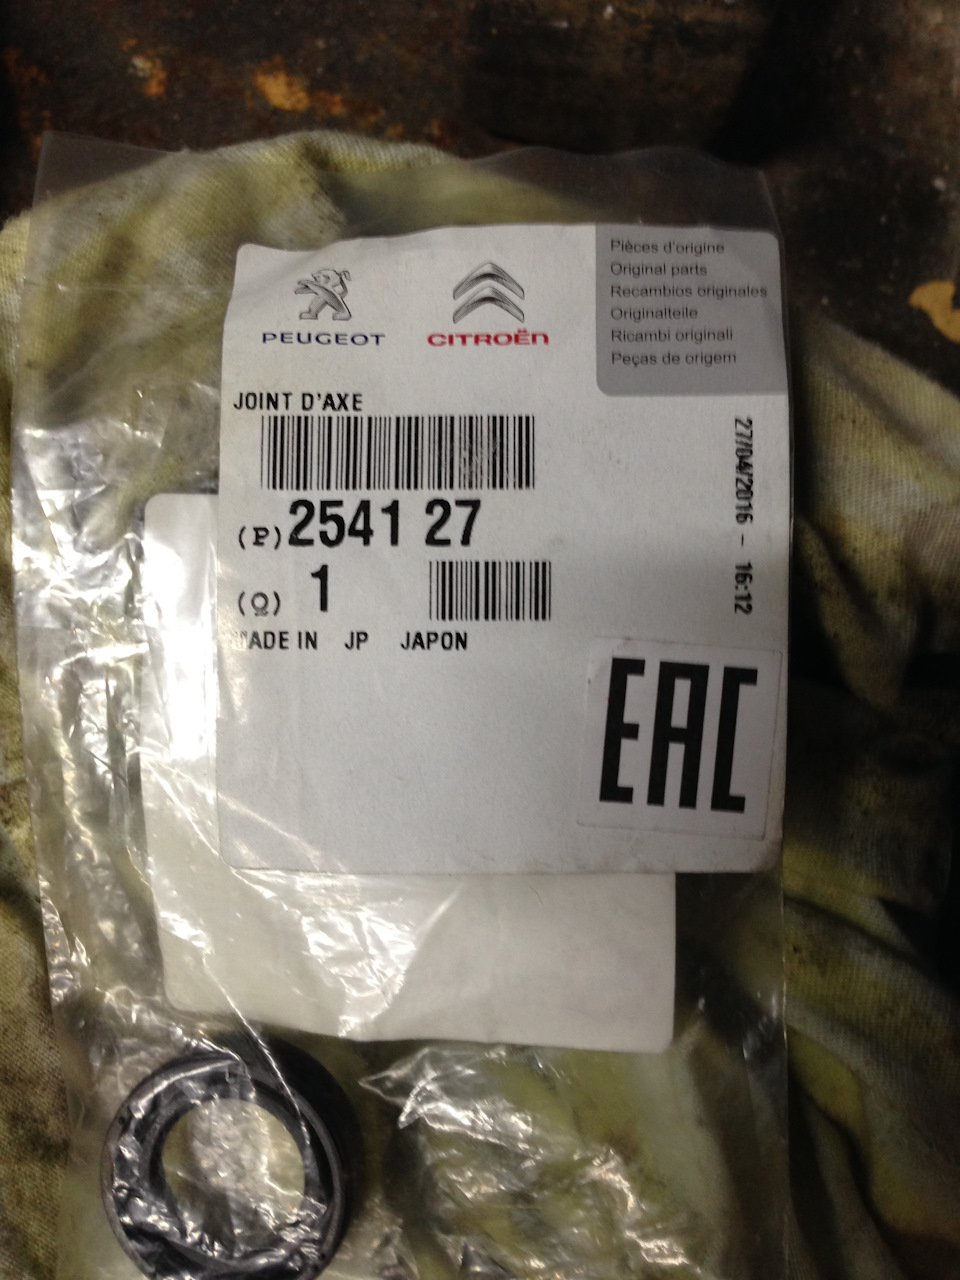 PEUGEOT
CITROËN
Pièces d'origine
Original parts
Recambios originales
Originalteile
Ricambi originali
Peças de origem
JOINT D'AXE
(P) 2541 27
(Q) 1
MADE IN JP JAPON
27/04/2016 - 16:12
EAC